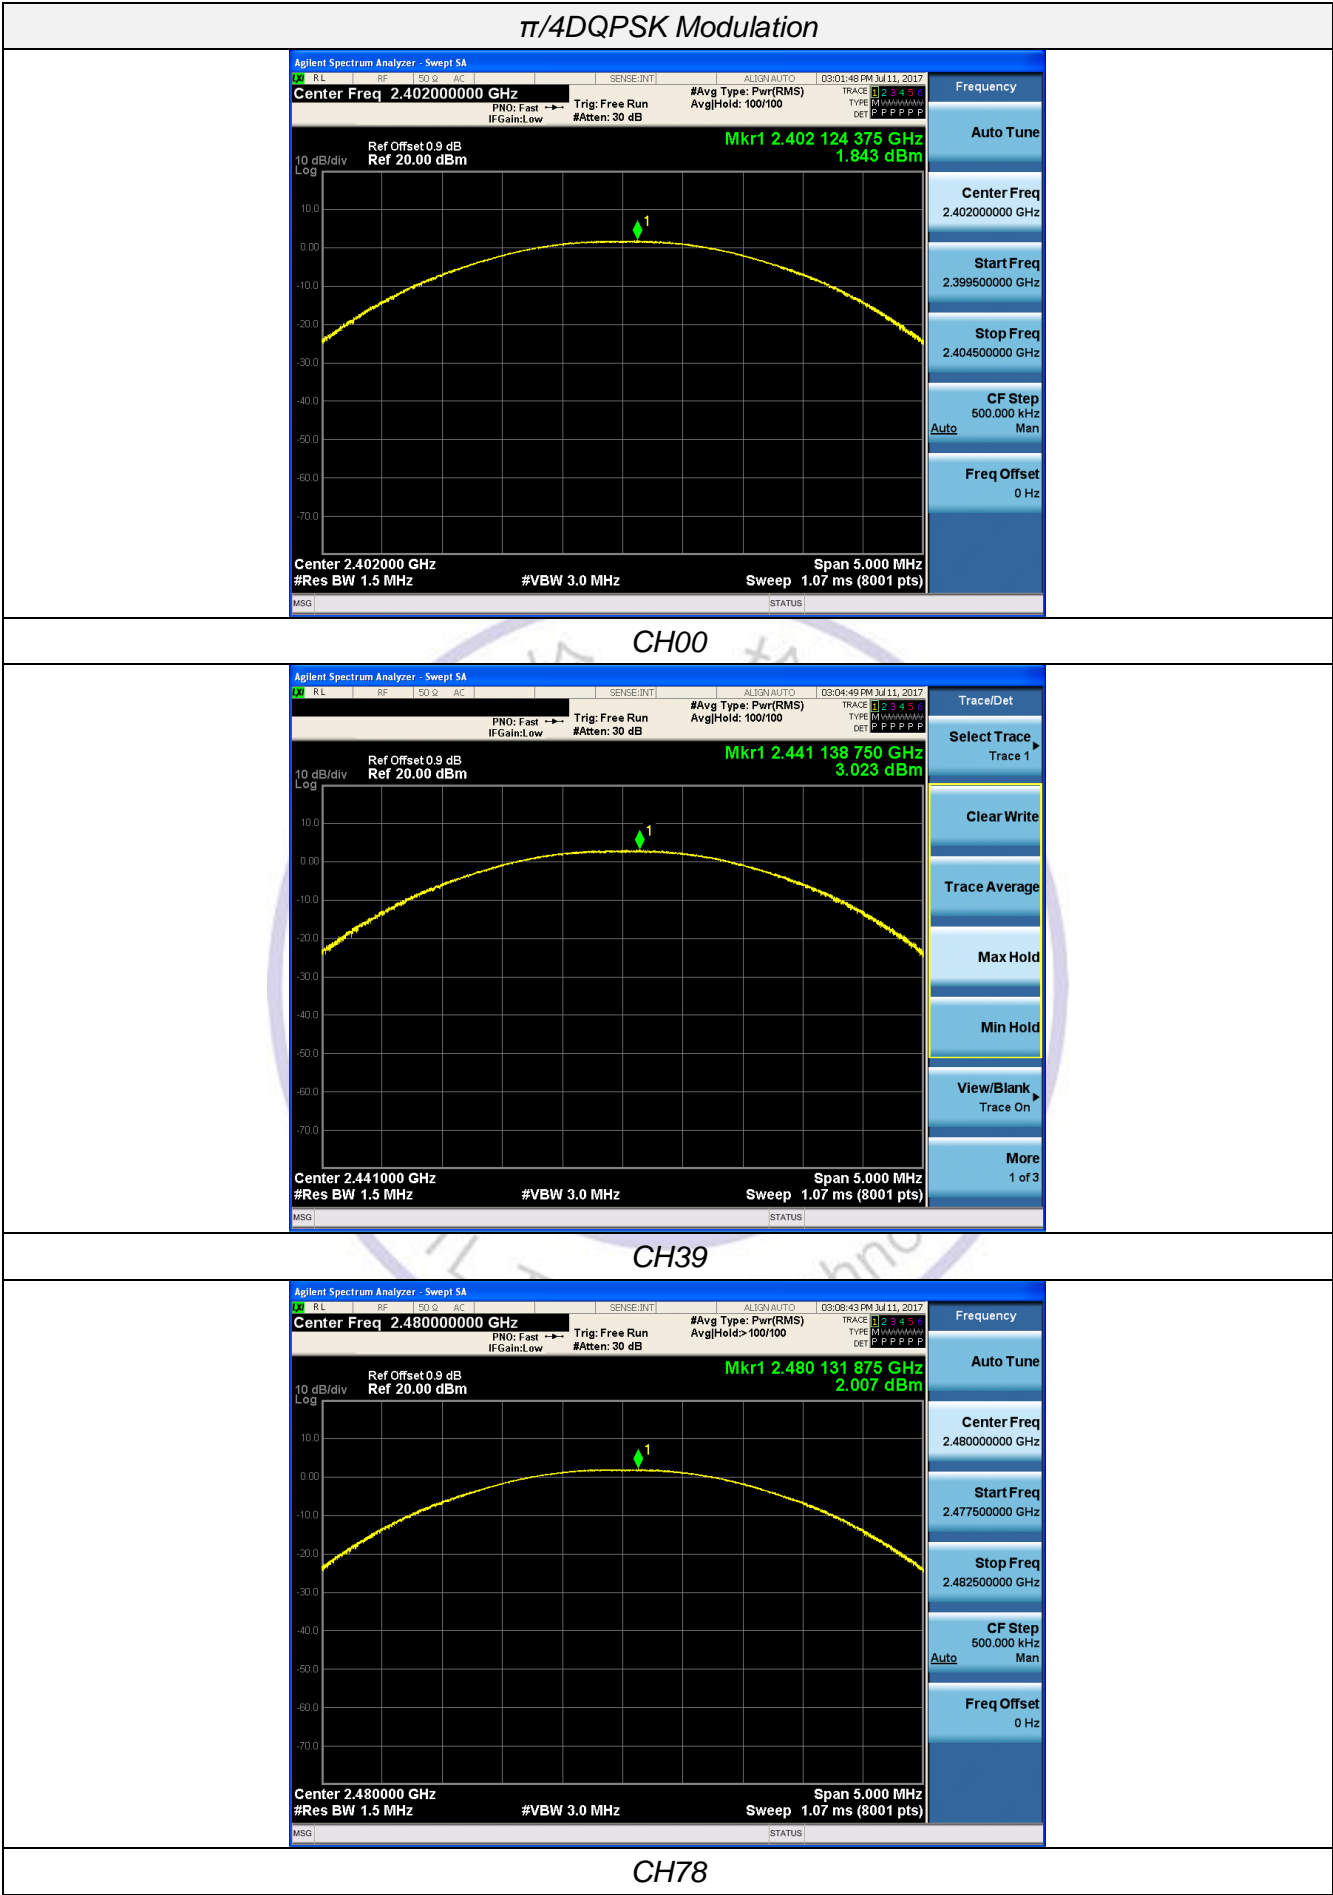 π/4DQPSK Modulation
Agilent Spectrum Analyzer - Swept SA
LXI RL RF 50 Ω AC SENSE:INT ALIGN AUTO 03:01:48 PM Jul 11, 2017
Center Freq 2.402000000 GHz
PNO: Fast
IFGain:Low
Trig: Free Run
#Atten: 30 dB
#Avg Type: Pwr(RMS)
Avg|Hold: 100/100
TRACE 1 2 3 4 5 6
TYPE M WWWWW
DET P P P P P P
Frequency
Mkr1 2.402 124 375 GHz
1.843 dBm
Ref Offset 0.9 dB
10 dB/div Ref 20.00 dBm
Log
10.0
0.00
-10.0
-20.0
-30.0
-40.0
-50.0
-60.0
-70.0
1
Center 2.402000 GHz Span 5.000 MHz
#Res BW 1.5 MHz #VBW 3.0 MHz Sweep 1.07 ms (8001 pts)
MSG STATUS
Auto Tune
Center Freq
2.402000000 GHz
Start Freq
2.399500000 GHz
Stop Freq
2.404500000 GHz
CF Step
500.000 kHz
Auto Man
Freq Offset
0 Hz
CH00
Agilent Spectrum Analyzer - Swept SA
LXI RL RF 50 Ω AC SENSE:INT ALIGN AUTO 03:04:49 PM Jul 11, 2017
PNO: Fast
IFGain:Low
Trig: Free Run
#Atten: 30 dB
#Avg Type: Pwr(RMS)
Avg|Hold: 100/100
TRACE 1 2 3 4 5 6
TYPE M WWWWW
DET P P P P P P
Trace/Det
Mkr1 2.441 138 750 GHz
3.023 dBm
Ref Offset 0.9 dB
10 dB/div Ref 20.00 dBm
Log
10.0
0.00
-10.0
-20.0
-30.0
-40.0
-50.0
-60.0
-70.0
1
Center 2.441000 GHz Span 5.000 MHz
#Res BW 1.5 MHz #VBW 3.0 MHz Sweep 1.07 ms (8001 pts)
MSG STATUS
Select Trace
Trace 1
Clear Write
Trace Average
Max Hold
Min Hold
View/Blank
Trace On
More
1 of 3
CH39
Agilent Spectrum Analyzer - Swept SA
LXI RL RF 50 Ω AC SENSE:INT ALIGN AUTO 03:08:43 PM Jul 11, 2017
Center Freq 2.480000000 GHz
PNO: Fast
IFGain:Low
Trig: Free Run
#Atten: 30 dB
#Avg Type: Pwr(RMS)
Avg|Hold:>100/100
TRACE 1 2 3 4 5 6
TYPE M WWWWW
DET P P P P P P
Frequency
Mkr1 2.480 131 875 GHz
2.007 dBm
Ref Offset 0.9 dB
10 dB/div Ref 20.00 dBm
Log
10.0
0.00
-10.0
-20.0
-30.0
-40.0
-50.0
-60.0
-70.0
1
Center 2.480000 GHz Span 5.000 MHz
#Res BW 1.5 MHz #VBW 3.0 MHz Sweep 1.07 ms (8001 pts)
MSG STATUS
Auto Tune
Center Freq
2.480000000 GHz
Start Freq
2.477500000 GHz
Stop Freq
2.482500000 GHz
CF Step
500.000 kHz
Auto Man
Freq Offset
0 Hz
CH78